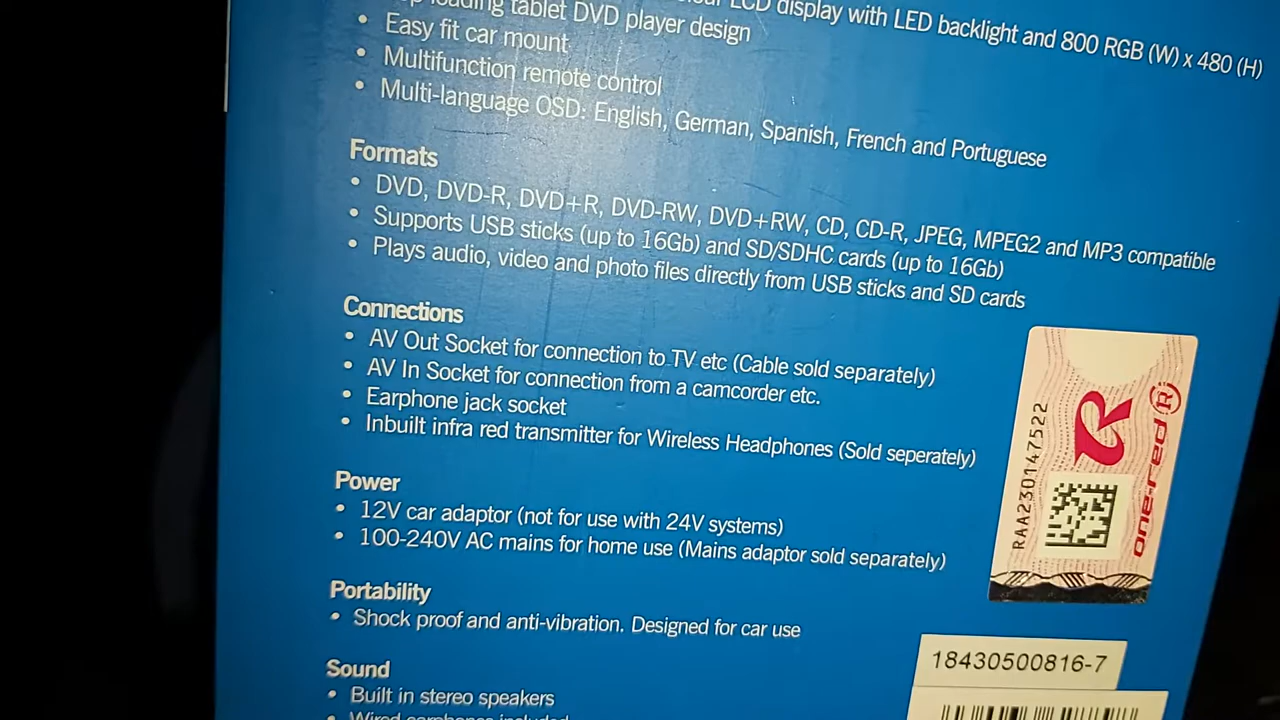 LCD display with LED backlight and 800 RGB (W) x 480 (H)
loading tablet DVD player design
• Easy fit car mount
• Multifunction remote control
• Multi-language OSD: English, German, Spanish, French and Portuguese
Formats
• DVD, DVD-R, DVD+R, DVD-RW, DVD+RW, CD, CD-R, JPEG, MPEG2 and MP3 compatible
• Supports USB sticks (up to 16Gb) and SD/SDHC cards (up to 16Gb)
• Plays audio, video and photo files directly from USB sticks and SD cards
Connections
• AV Out Socket for connection to TV etc (Cable sold separately)
• AV In Socket for connection from a camcorder etc.
• Earphone jack socket
• Inbuilt infra red transmitter for Wireless Headphones (Sold seperately)
Power
• 12V car adaptor (not for use with 24V systems)
• 100-240V AC mains for home use (Mains adaptor sold separately)
Portability
• Shock proof and anti-vibration. Designed for car use
Sound
• Built in stereo speakers
• Wired earphones included
RAA230147522
R
one-red R
18430500816-7